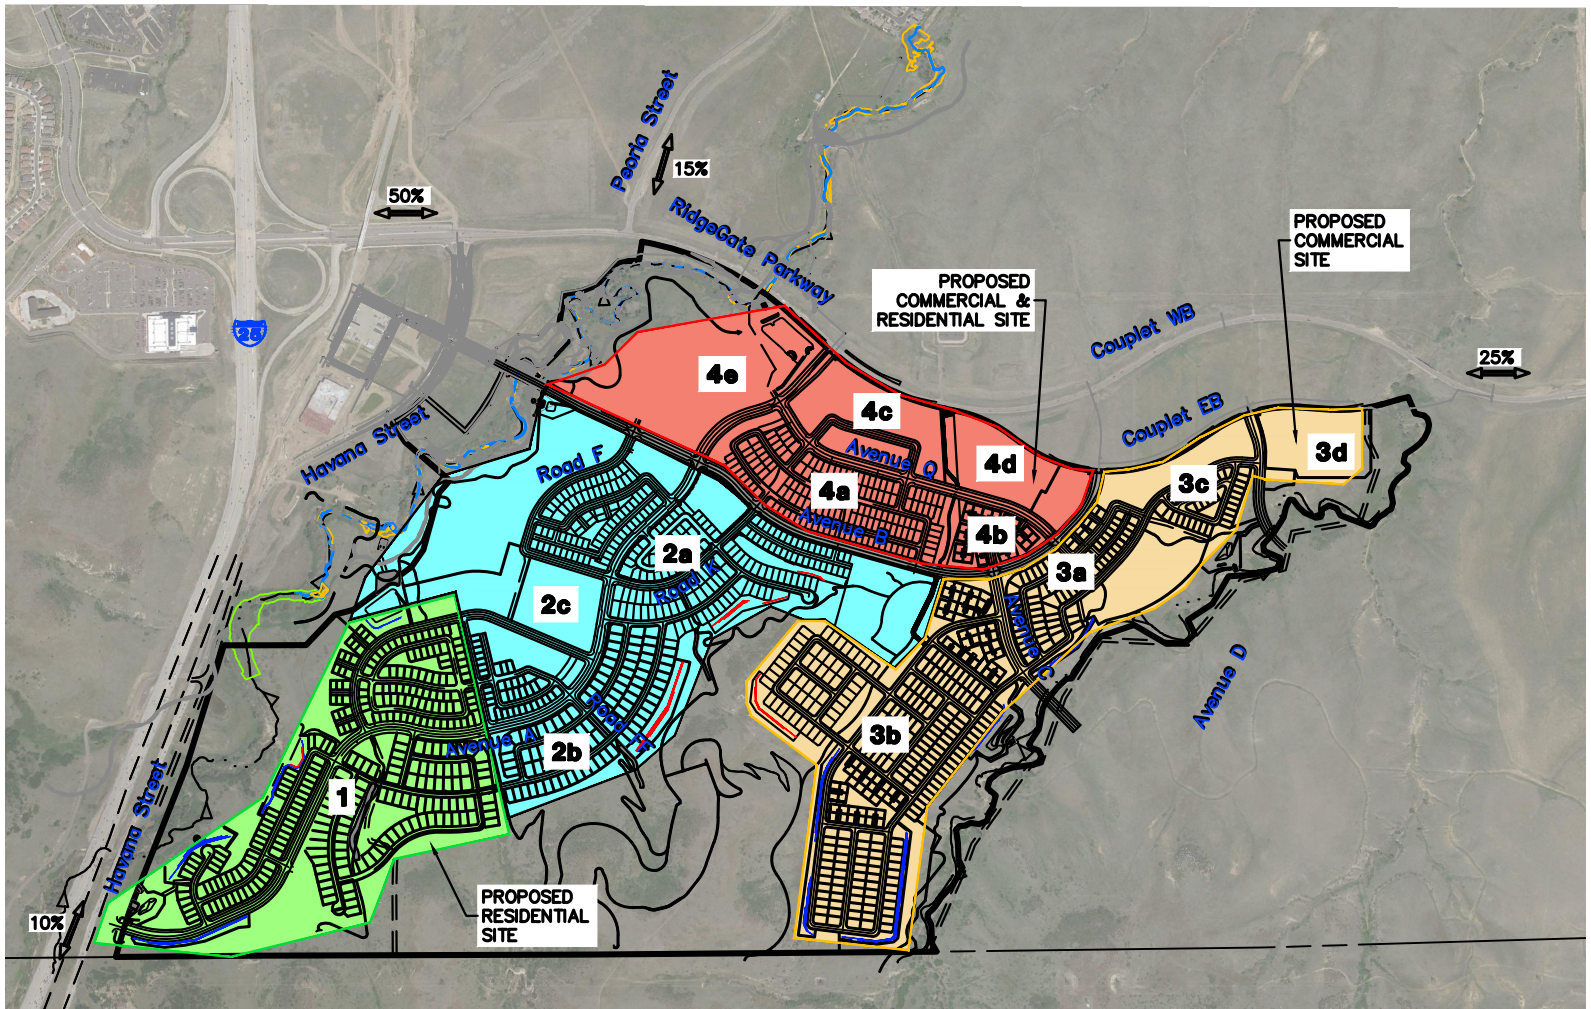 Peoria Street
15%
50%
RidgeGate Parkway
PROPOSED
COMMERCIAL
SITE
PROPOSED
COMMERCIAL &
RESIDENTIAL SITE
25
Couplet WB
25%
4e
4c
Couplet EB
Havana Street
Road F
Avenue Q
4d
3d
3c
4a
Avenue B
4b
2a
3a
Road K
2c
Avenue C
Avenue D
Road FF
Avenue A
2b
3b
1
Havana Street
PROPOSED
RESIDENTIAL
SITE
10%